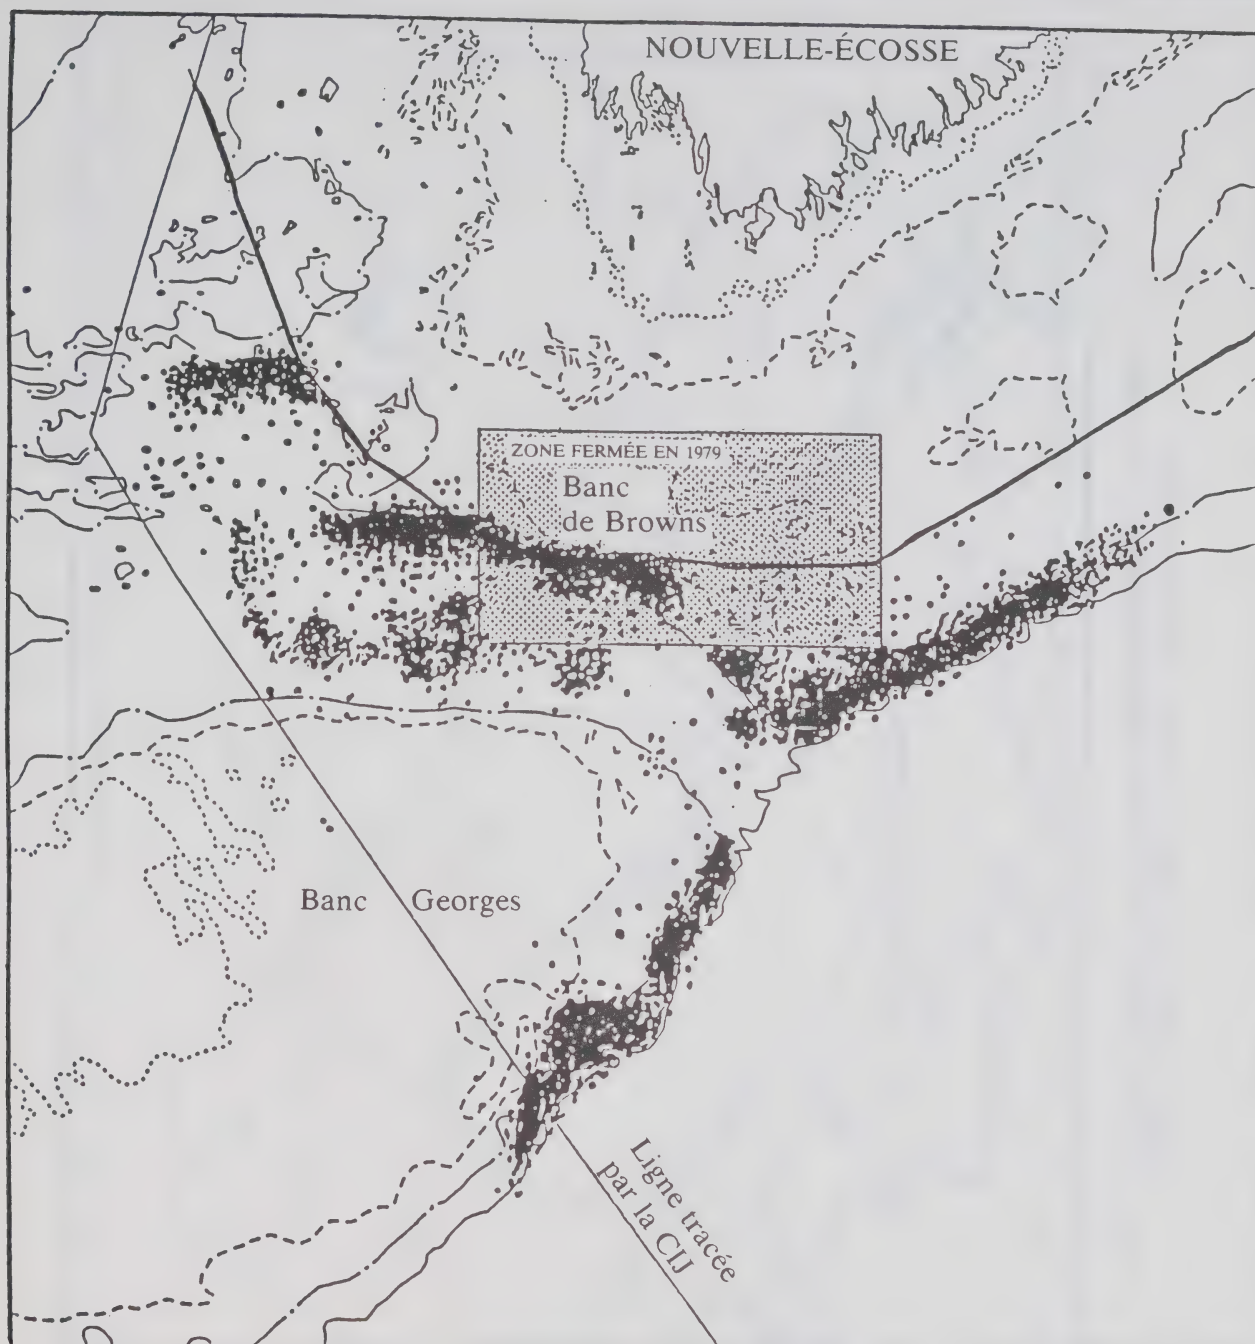 NOUVELLE-ÉCOSSE
ZONE FERMÉE EN 1979
Banc
de Browns
Banc Georges
Ligne tracée
par la CIJ